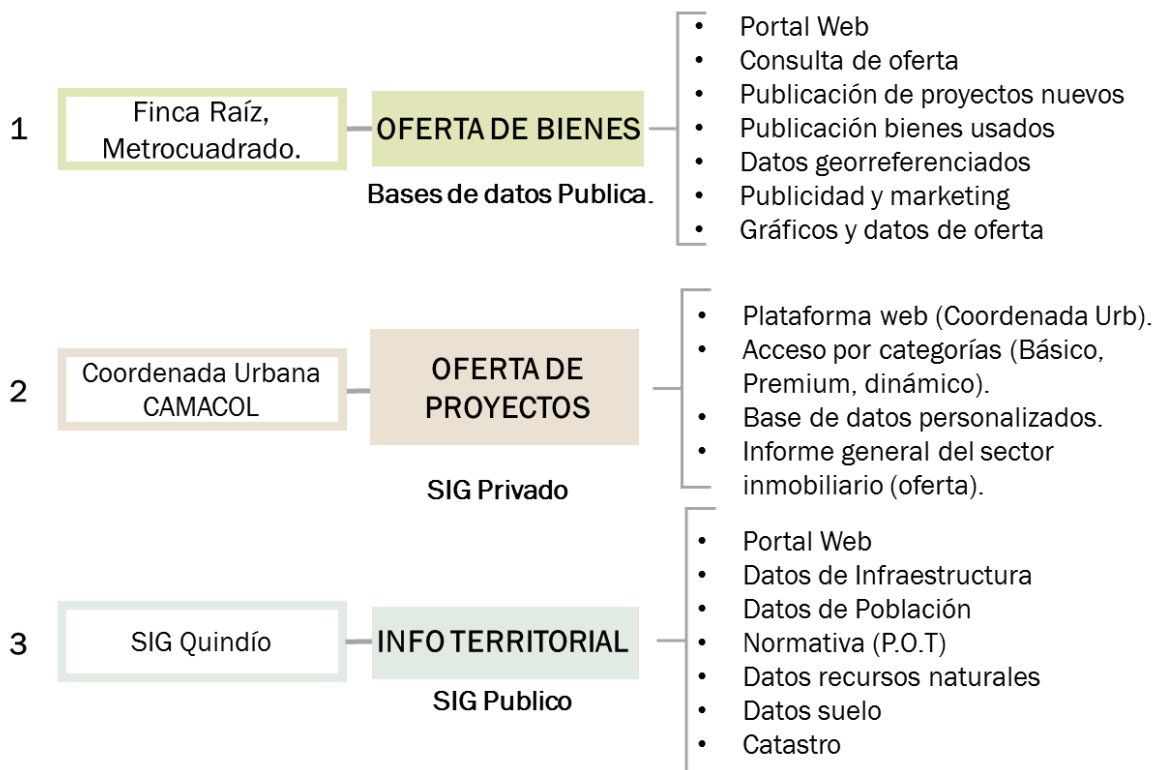 1
Finca Raíz,
Metrocuadrado.
OFERTA DE BIENES
Bases de datos Publica.
• Portal Web
• Consulta de oferta
• Publicación de proyectos nuevos
• Publicación bienes usados
• Datos georreferenciados
• Publicidad y marketing
• Gráficos y datos de oferta
2
Coordenada Urbana
CAMACOL
OFERTA DE
PROYECTOS
SIG Privado
• Plataforma web (Coordenada Urb).
• Acceso por categorías (Básico,
Premium, dinámico).
• Base de datos personalizados.
• Informe general del sector
inmobiliario (oferta).
3
SIG Quindío
INFO TERRITORIAL
SIG Publico
• Portal Web
• Datos de Infraestructura
• Datos de Población
• Normativa (P.O.T)
• Datos recursos naturales
• Datos suelo
• Catastro